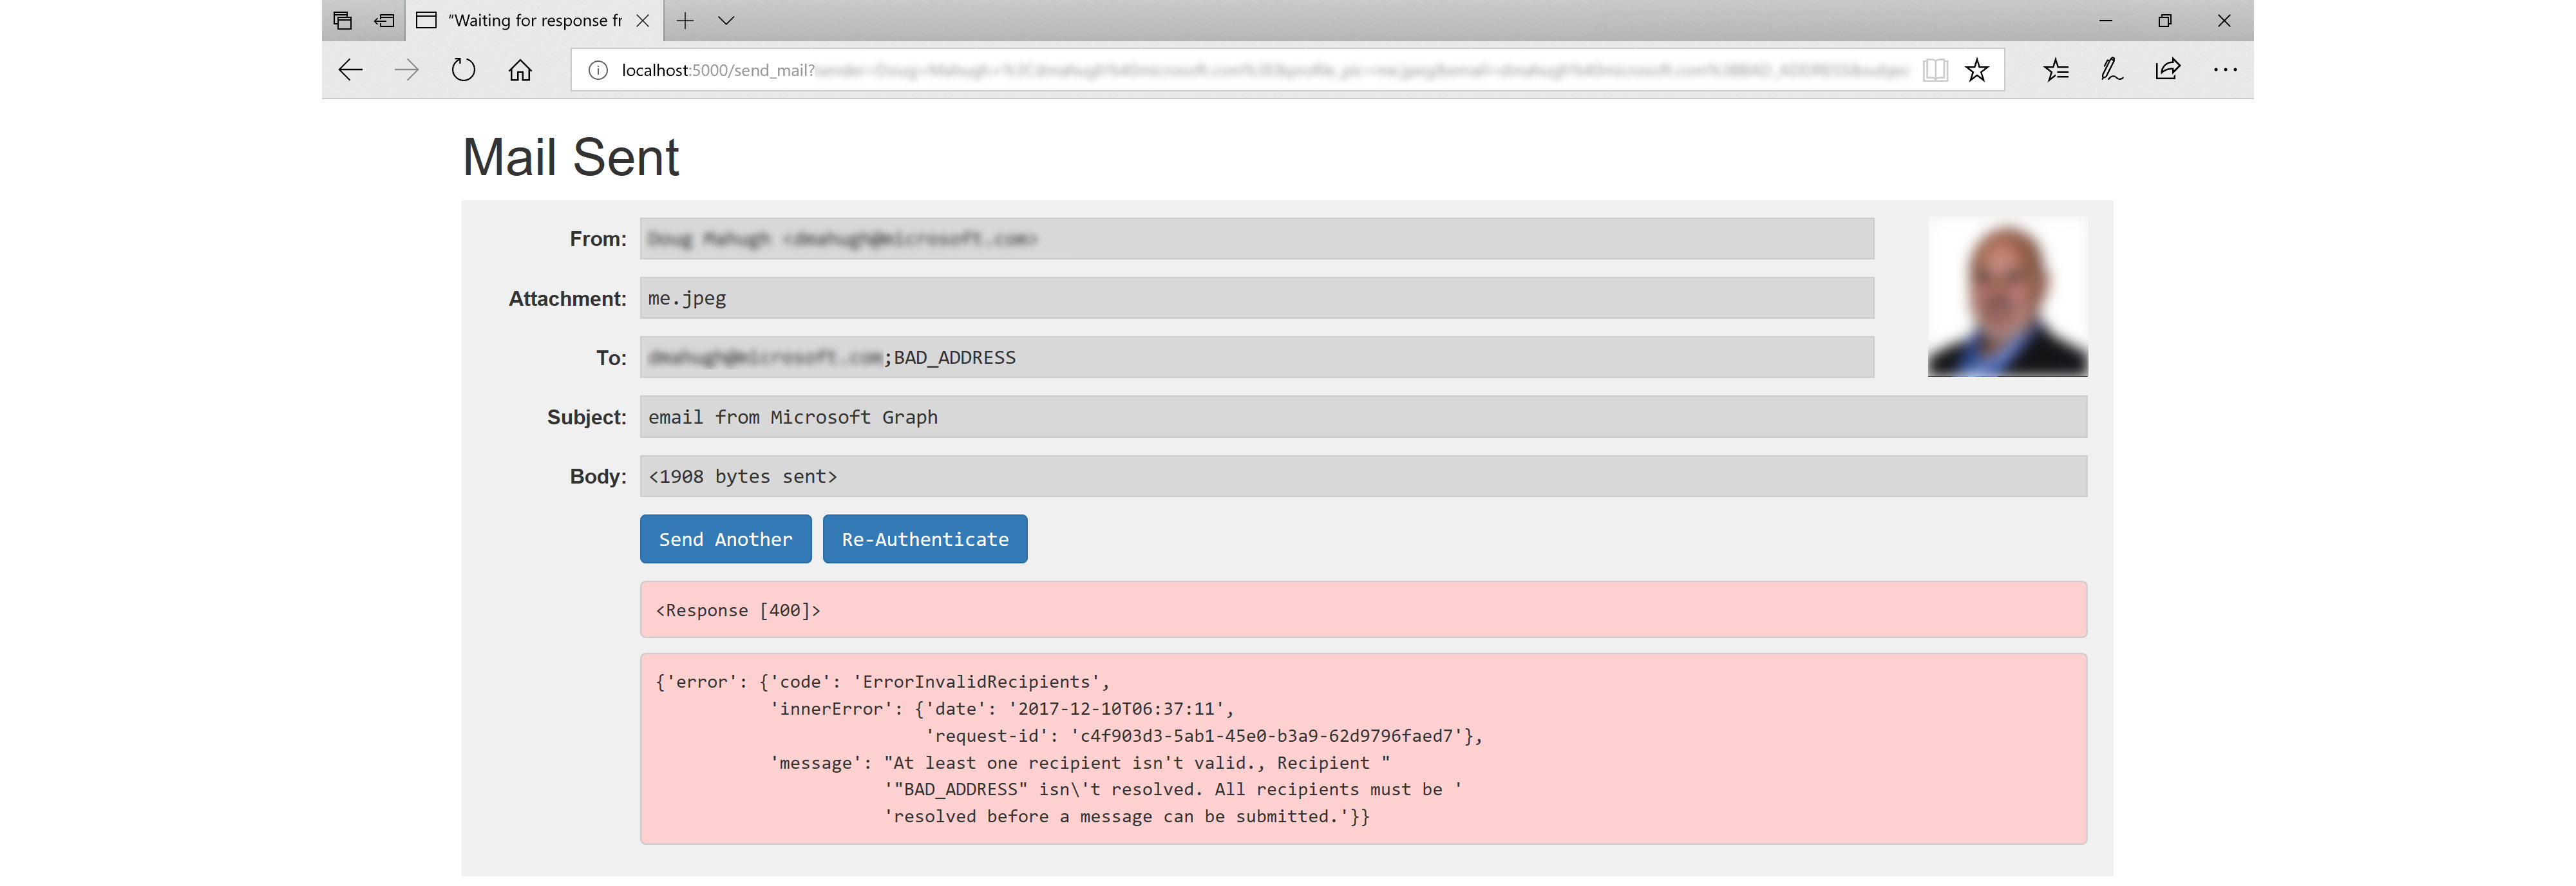 "Waiting for response fr
localhost:5000/send_mail?
Mail Sent
From:
Attachment: me.jpeg
To: ;BAD_ADDRESS
Subject: email from Microsoft Graph
Body: <1908 bytes sent>
Send Another Re-Authenticate
<Response [400]>
{'error': {'code': 'ErrorInvalidRecipients',
'innerError': {'date': '2017-12-10T06:37:11',
'request-id': 'c4f903d3-5ab1-45e0-b3a9-62d9796faed7'},
'message': "At least one recipient isn't valid., Recipient "
'"BAD_ADDRESS" isn\'t resolved. All recipients must be '
'resolved before a message can be submitted.'}}